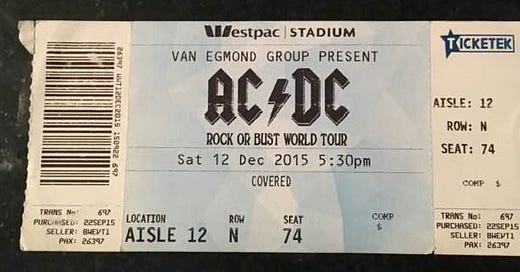 Westpac | STADIUM
VAN EGMOND GROUP PRESENT
AC DC
ROCK OR BUST WORLD TOUR
Sat 12 Dec 2015 5:30pm
COVERED
LOCATION ROW SEAT COMP
AISLE 12 N 74 $
TRANS No: 697
PURCHASED: 22SEP15
SELLER: BWEVT1
PAX: 26397
TICKETEK
AISLE: 12
ROW: N
SEAT: 74
COMP $
TRANS No: 697
PURCHASED: 22SEP15
SELLER: BWEVT1
PAX: 26397